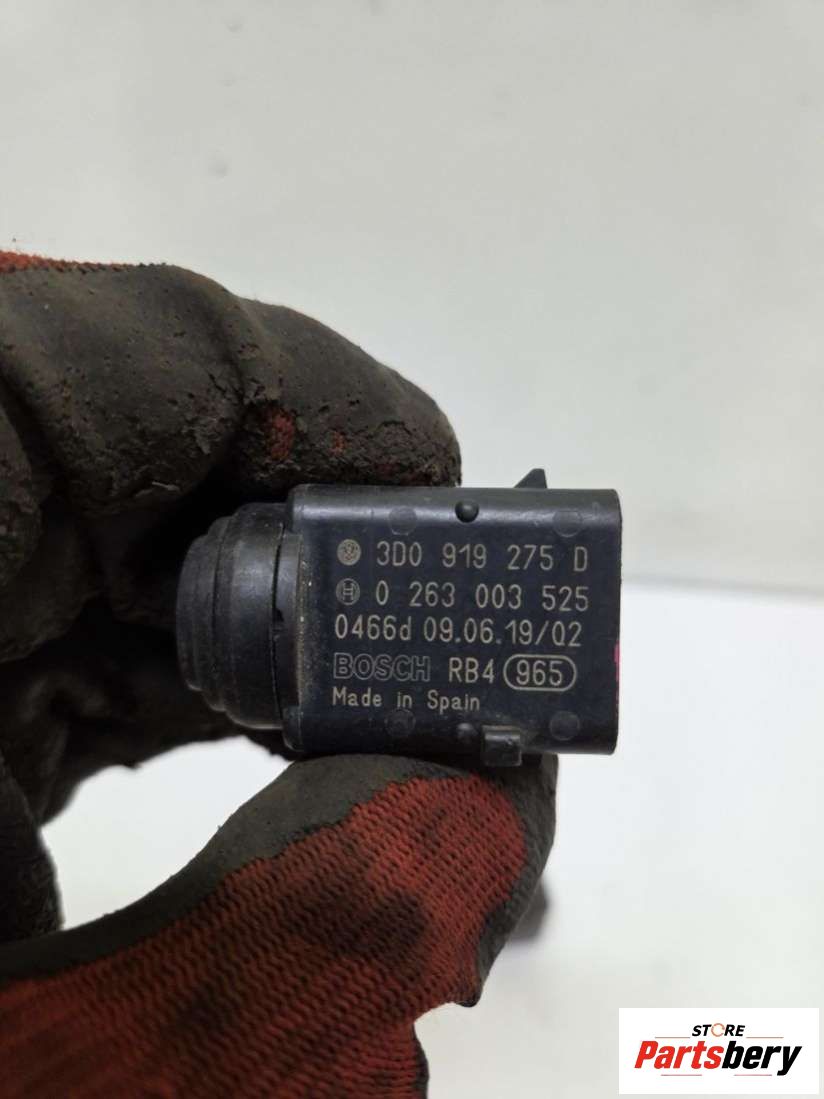 3D0 919 275 D
0 263 003 525
0466d 09.06.19/02
BOSCH RB4 965
Made in Spain
STORE
Partsbery